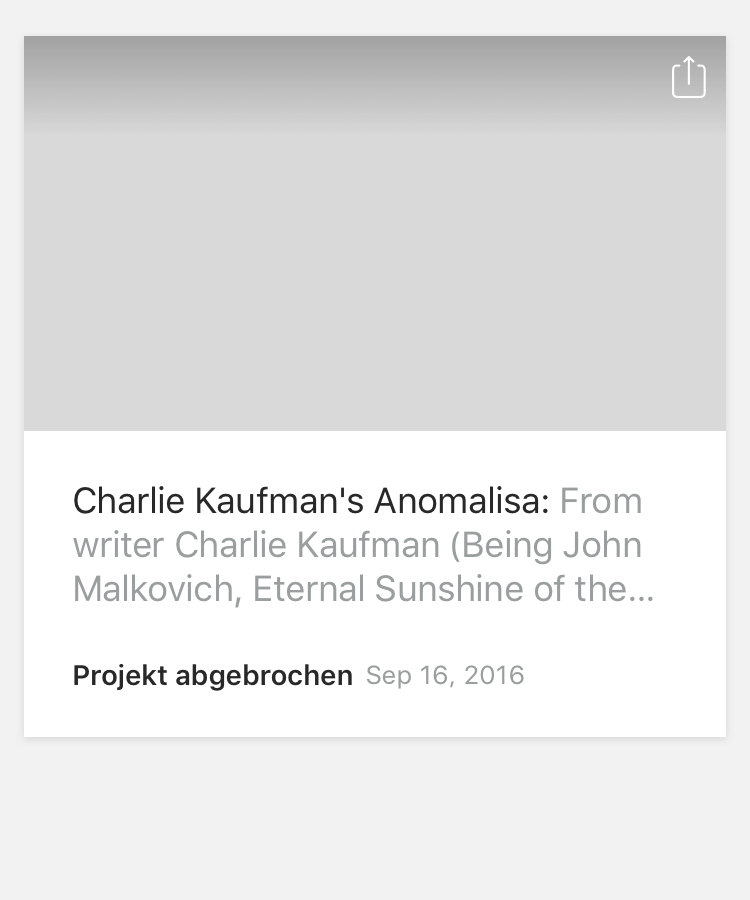 Charlie Kaufman's Anomalisa: From
writer Charlie Kaufman (Being John
Malkovich, Eternal Sunshine of the...
Projekt abgebrochen Sep 16, 2016